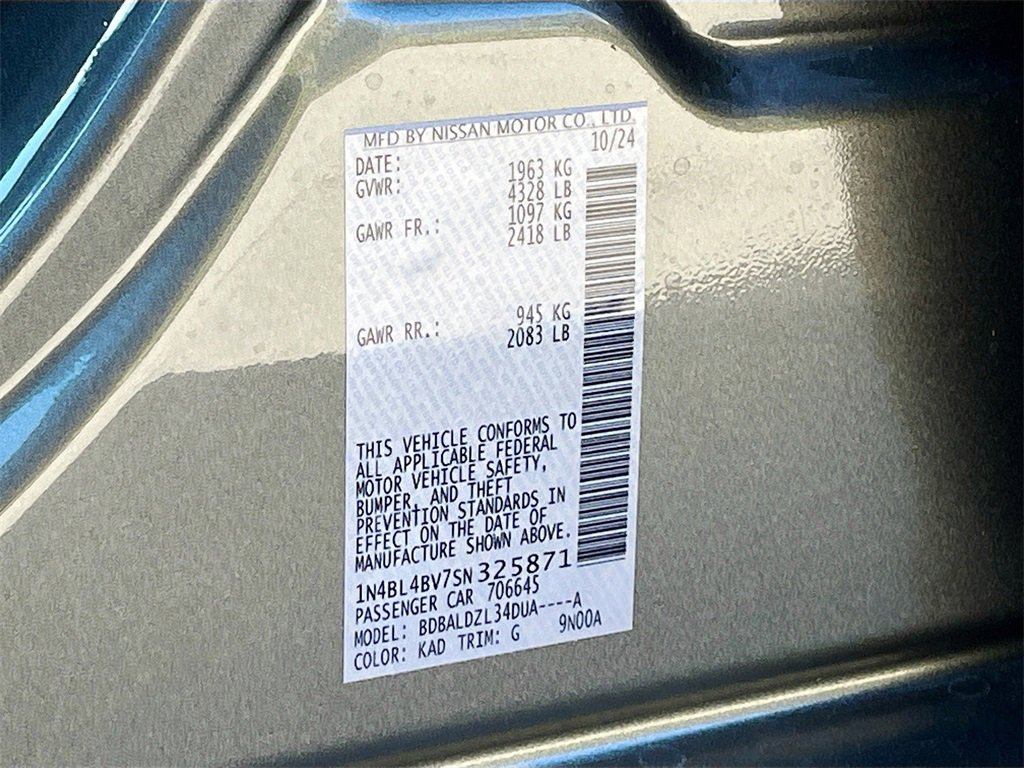 MFD BY NISSAN MOTOR CO., LTD.
DATE: 10/24
GVWR: 1963 KG
4328 LB
GAWR FR.: 1097 KG
2418 LB
GAWR RR.: 945 KG
2083 LB
THIS VEHICLE CONFORMS TO
ALL APPLICABLE FEDERAL
MOTOR VEHICLE SAFETY,
BUMPER, AND THEFT
PREVENTION STANDARDS IN
EFFECT ON THE DATE OF
MANUFACTURE SHOWN ABOVE.
1N4BL4BV7SN325871
PASSENGER CAR 706645
MODEL: BDBALDZL34DUA----A
COLOR: KAD TRIM: G 9N00A